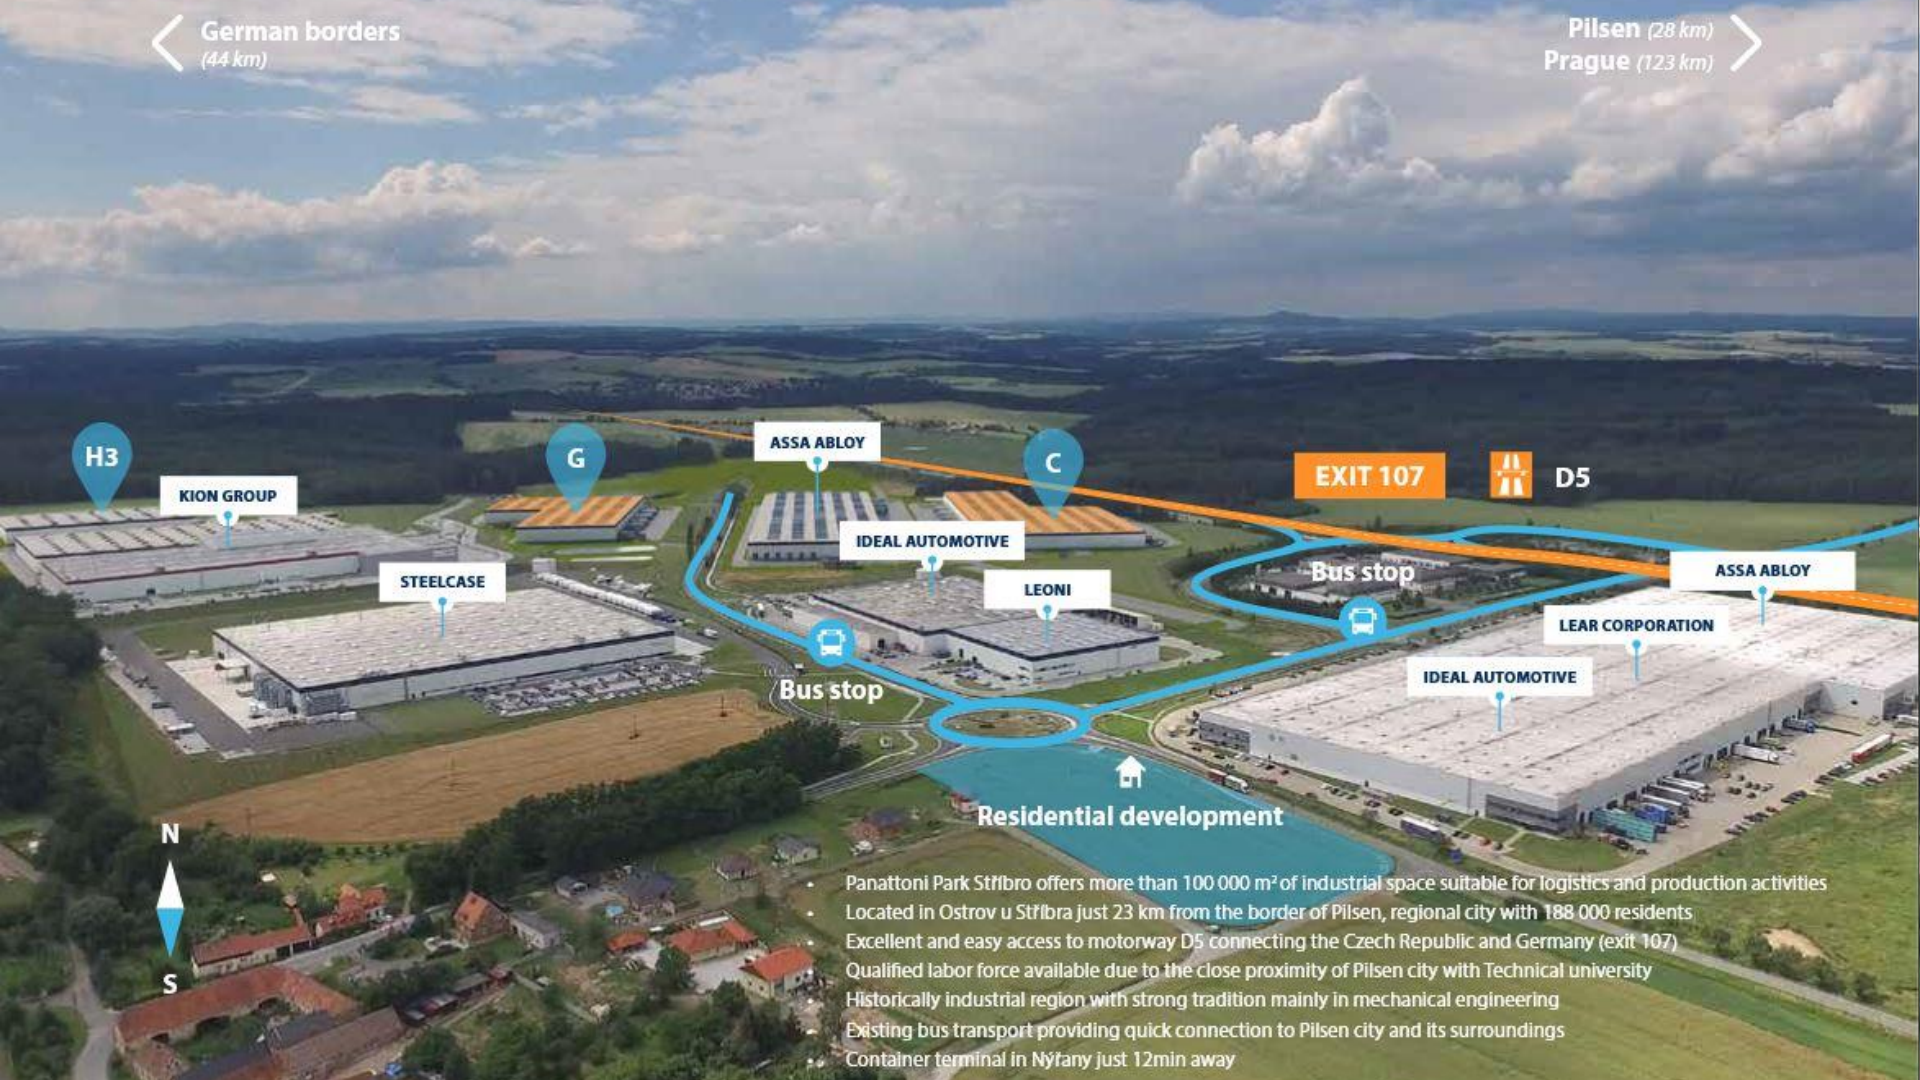 German borders
(44 km)
Pilsen (28 km)
Prague (123 km)
H3
KION GROUP
G
ASSA ABLOY
C
EXIT 107
D5
STEELCASE
IDEAL AUTOMOTIVE
LEONI
Bus stop
ASSA ABLOY
LEAR CORPORATION
IDEAL AUTOMOTIVE
Bus stop
Residential development
N
S
• Panattoni Park Stříbro offers more than 100 000 m² of industrial space suitable for logistics and production activities
• Located in Ostrov u Stříbra just 23 km from the border of Pilsen, regional city with 188 000 residents
• Excellent and easy access to motorway D5 connecting the Czech Republic and Germany (exit 107)
• Qualified labor force available due to the close proximity of Pilsen city with Technical university
• Historically industrial region with strong tradition mainly in mechanical engineering
• Existing bus transport providing quick connection to Pilsen city and its surroundings
• Container terminal in Nýřany just 12min away